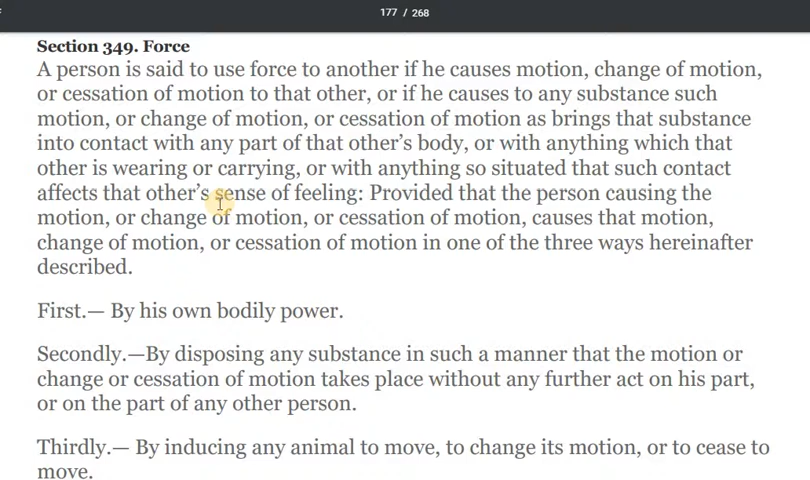 177 / 268
Section 349. Force
A person is said to use force to another if he causes motion, change of motion,
or cessation of motion to that other, or if he causes to any substance such
motion, or change of motion, or cessation of motion as brings that substance
into contact with any part of that other's body, or with anything which that
other is wearing or carrying, or with anything so situated that such contact
affects that other's sense of feeling: Provided that the person causing the
motion, or change of motion, or cessation of motion, causes that motion,
change of motion, or cessation of motion in one of the three ways hereinafter
described.
First.— By his own bodily power.
Secondly.—By disposing any substance in such a manner that the motion or
change or cessation of motion takes place without any further act on his part,
or on the part of any other person.
Thirdly.— By inducing any animal to move, to change its motion, or to cease to
move.